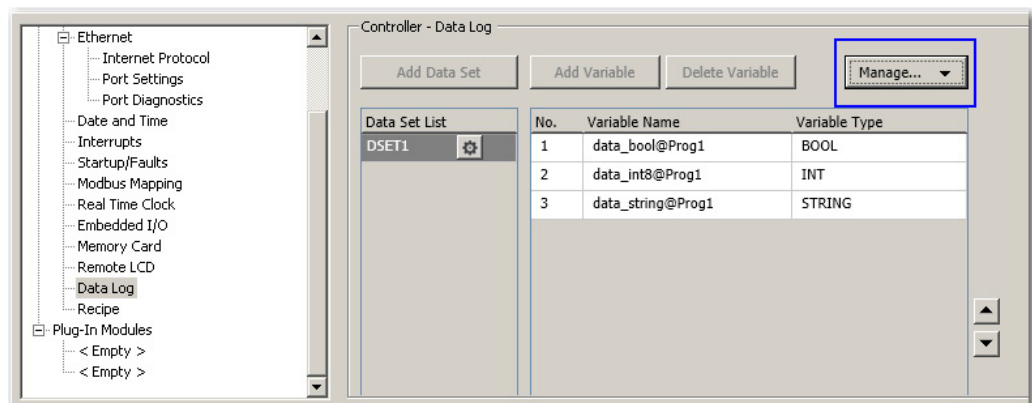 Ethernet
Internet Protocol
Port Settings
Port Diagnostics
Date and Time
Interrupts
Startup/Faults
Modbus Mapping
Real Time Clock
Embedded I/O
Memory Card
Remote LCD
Data Log
Recipe
Plug-In Modules
< Empty >
< Empty >
Controller - Data Log
Add Data Set Add Variable Delete Variable Manage...
Data Set List
DSET1
No. Variable Name Variable Type
1 data_bool@Prog1 BOOL
2 data_int8@Prog1 INT
3 data_string@Prog1 STRING